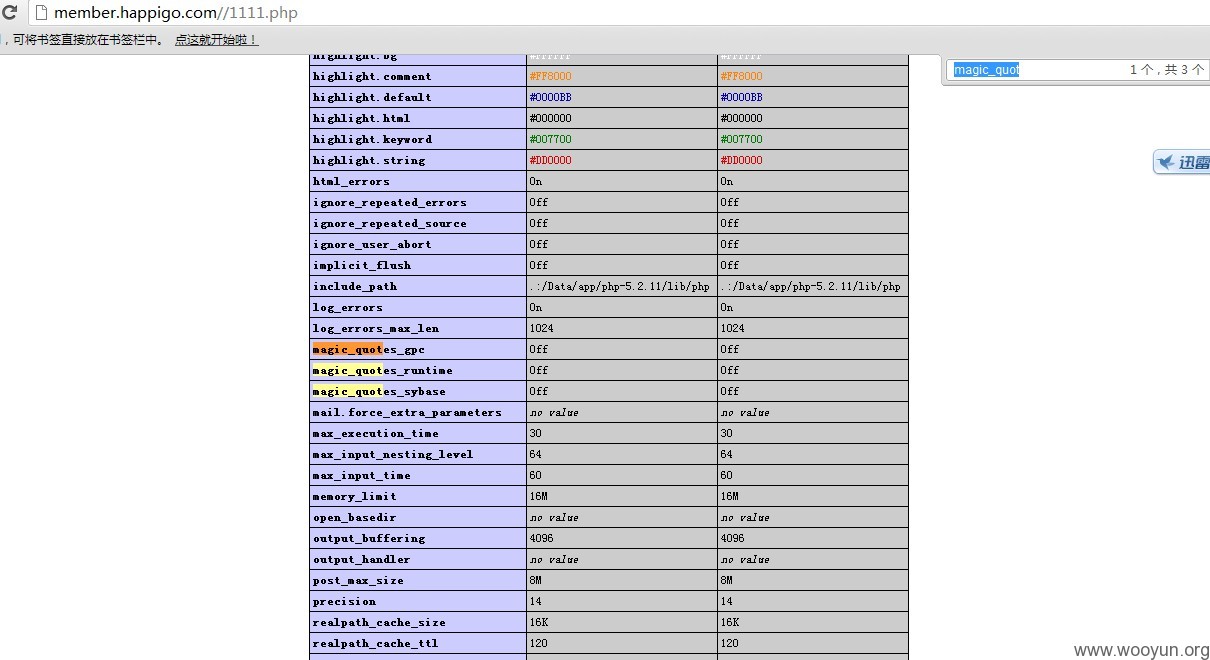 member.happigo.com//1111.php
，可将书签直接放在书签栏中。 点这就开始啦！
magic_quot 1 个，共 3 个
highlight.bg #FFFFFF #FFFFFF
highlight.comment #FF8000 #FF8000
highlight.default #0000BB #0000BB
highlight.html #000000 #000000
highlight.keyword #007700 #007700
highlight.string #DD0000 #DD0000
迅雷
html_errors On On
ignore_repeated_errors Off Off
ignore_repeated_source Off Off
ignore_user_abort Off Off
implicit_flush Off Off
include_path .:/Data/app/php-5.2.11/lib/php .:/Data/app/php-5.2.11/lib/php
log_errors On On
log_errors_max_len 1024 1024
magic_quotes_gpc Off Off
magic_quotes_runtime Off Off
magic_quotes_sybase Off Off
mail.force_extra_parameters no value no value
max_execution_time 30 30
max_input_nesting_level 64 64
max_input_time 60 60
memory_limit 16M 16M
open_basedir no value no value
output_buffering 4096 4096
output_handler no value no value
post_max_size 8M 8M
precision 14 14
realpath_cache_size 16K 16K
realpath_cache_ttl 120 120
www.wooyun.org